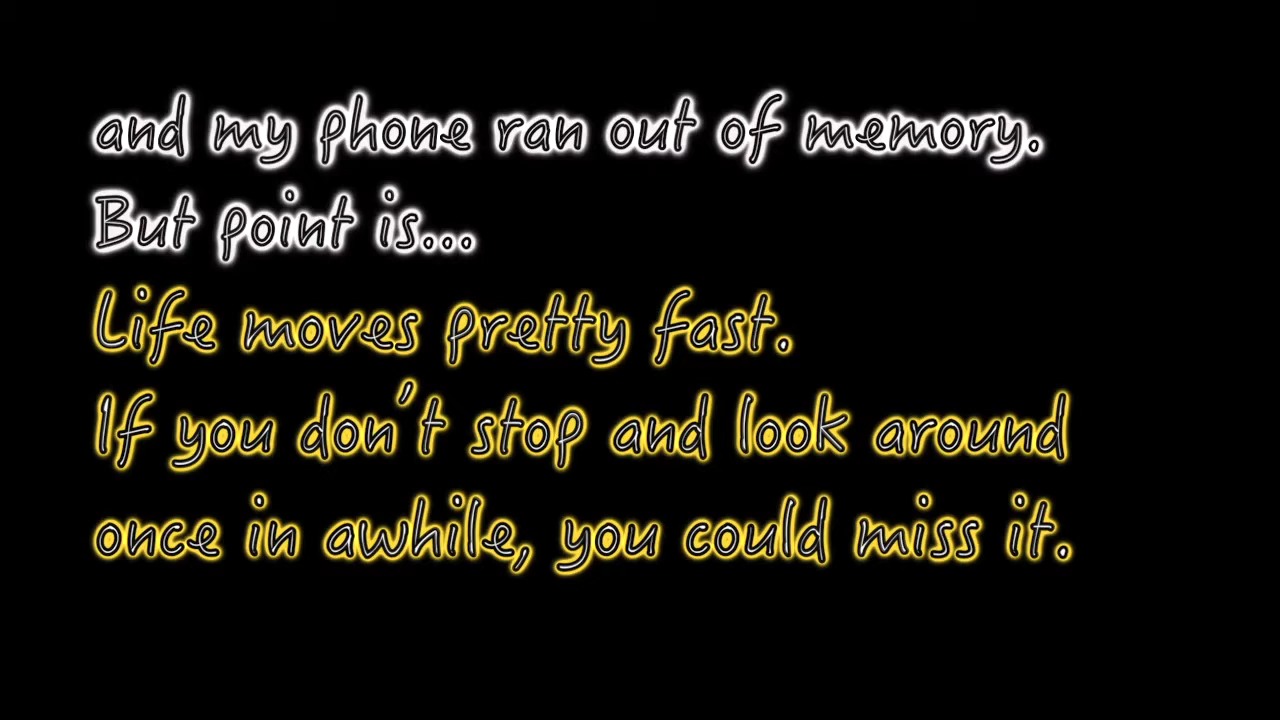 and my phone ran out of memory.
But point is...
Life moves pretty fast.
If you don't stop and look around
once in awhile, you could miss it.